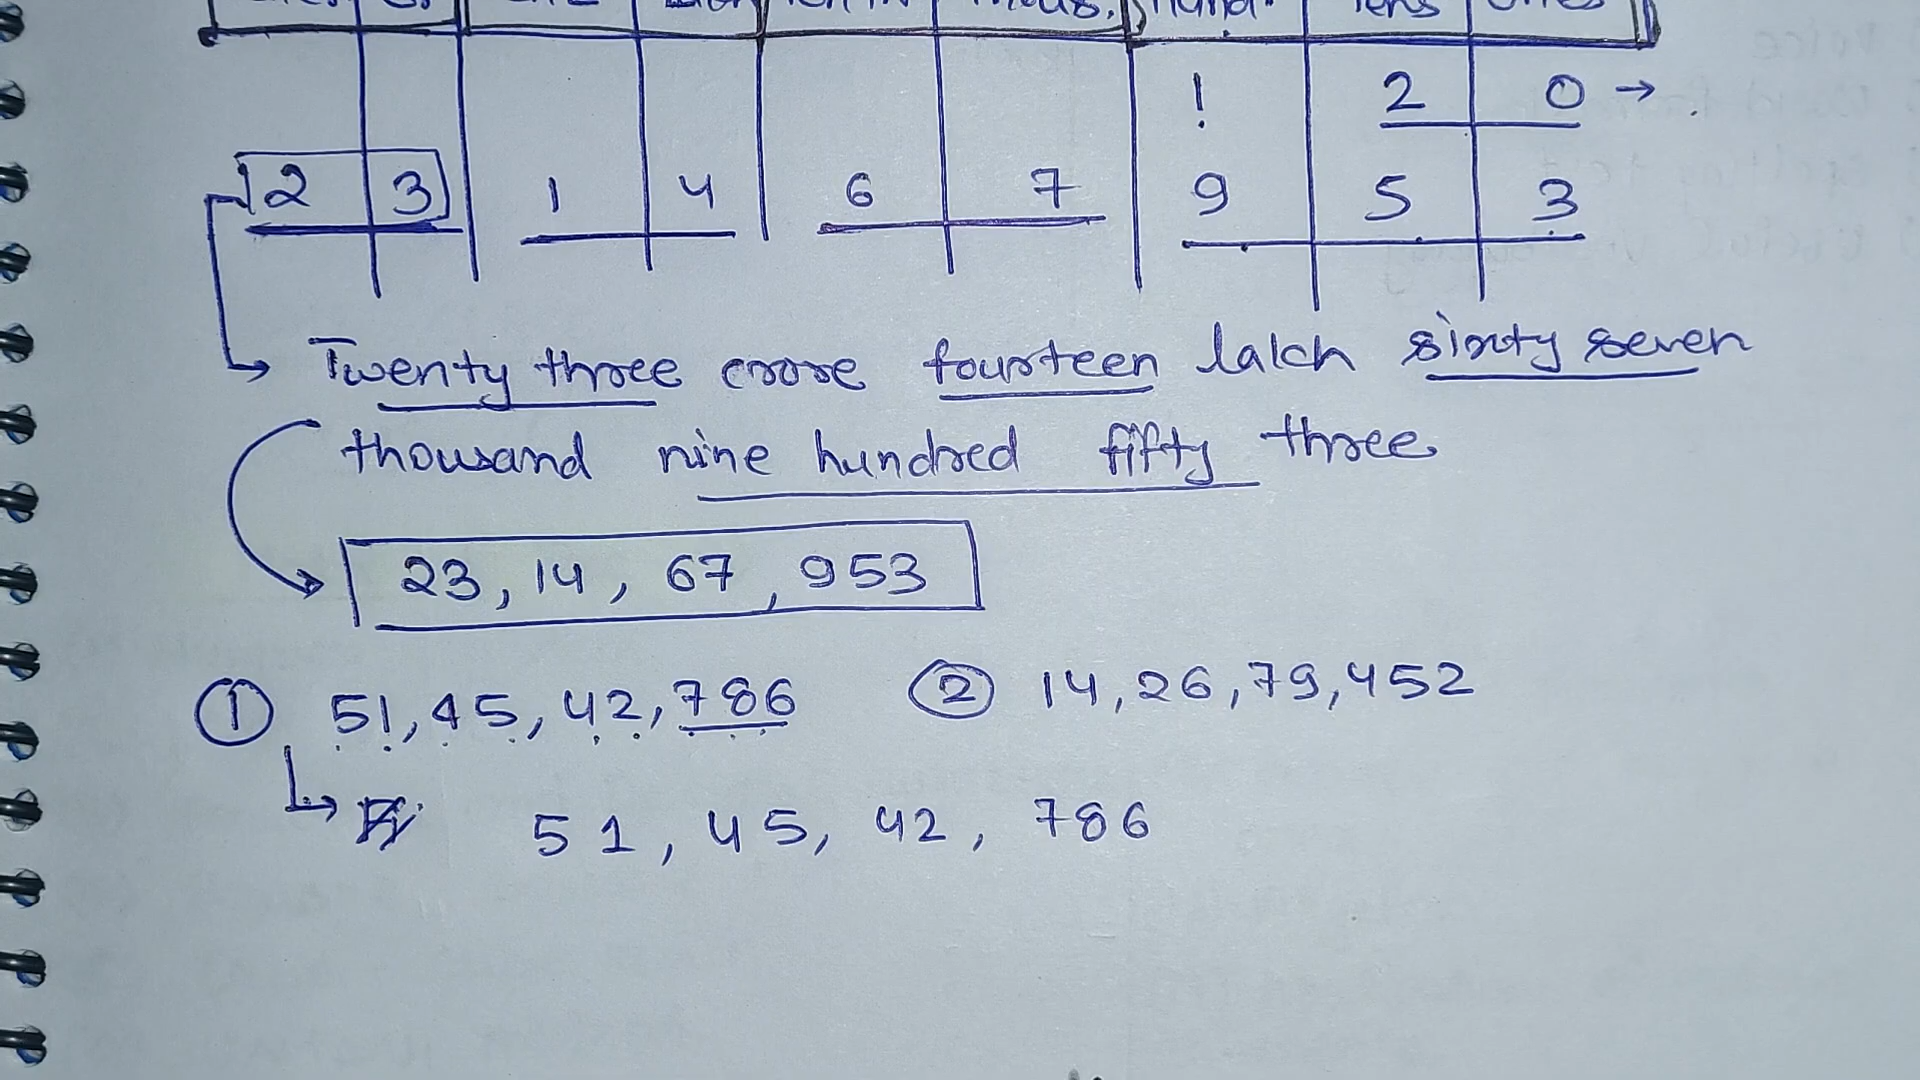 Tens ones
! 2 0 →
2 3 1 4 6 7 9 5 3
Twenty three crore fourteen lakh sixty seven
thousand nine hundred fifty three
23, 14, 67, 953
① 51, 45, 42, 786 ② 14, 26, 79, 452
51, 45, 42, 786